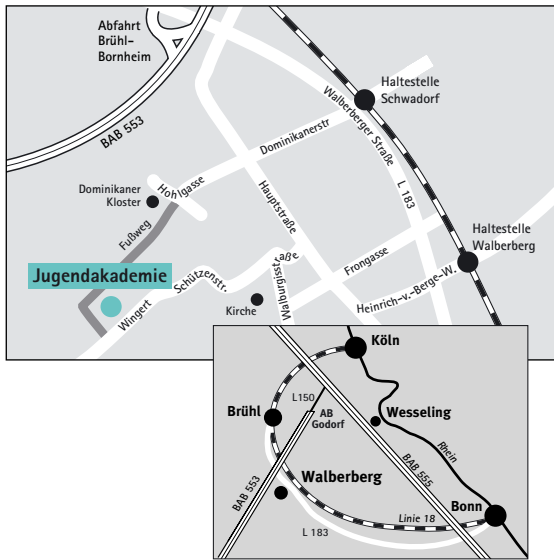 Abfahrt
Brühl-
Bornheim
BAB 553
Haltestelle
Schwadorf
Walberberger Straße
L 183
Dominikanerstr
Hohlgasse
Dominikaner
Kloster
Fußweg
Hauptstraße
Haltestelle
Walberberg
Jugendakademie
Wingert
Schützenstr.
Walburgisstraße
Frongasse
Heinrich-v.-Berge-W.
Kirche
Köln
L150
Brühl
AB
Godorf
Wesseling
Rhein
BAB 555
BAB 553
Walberberg
Bonn
Linie 18
L 183